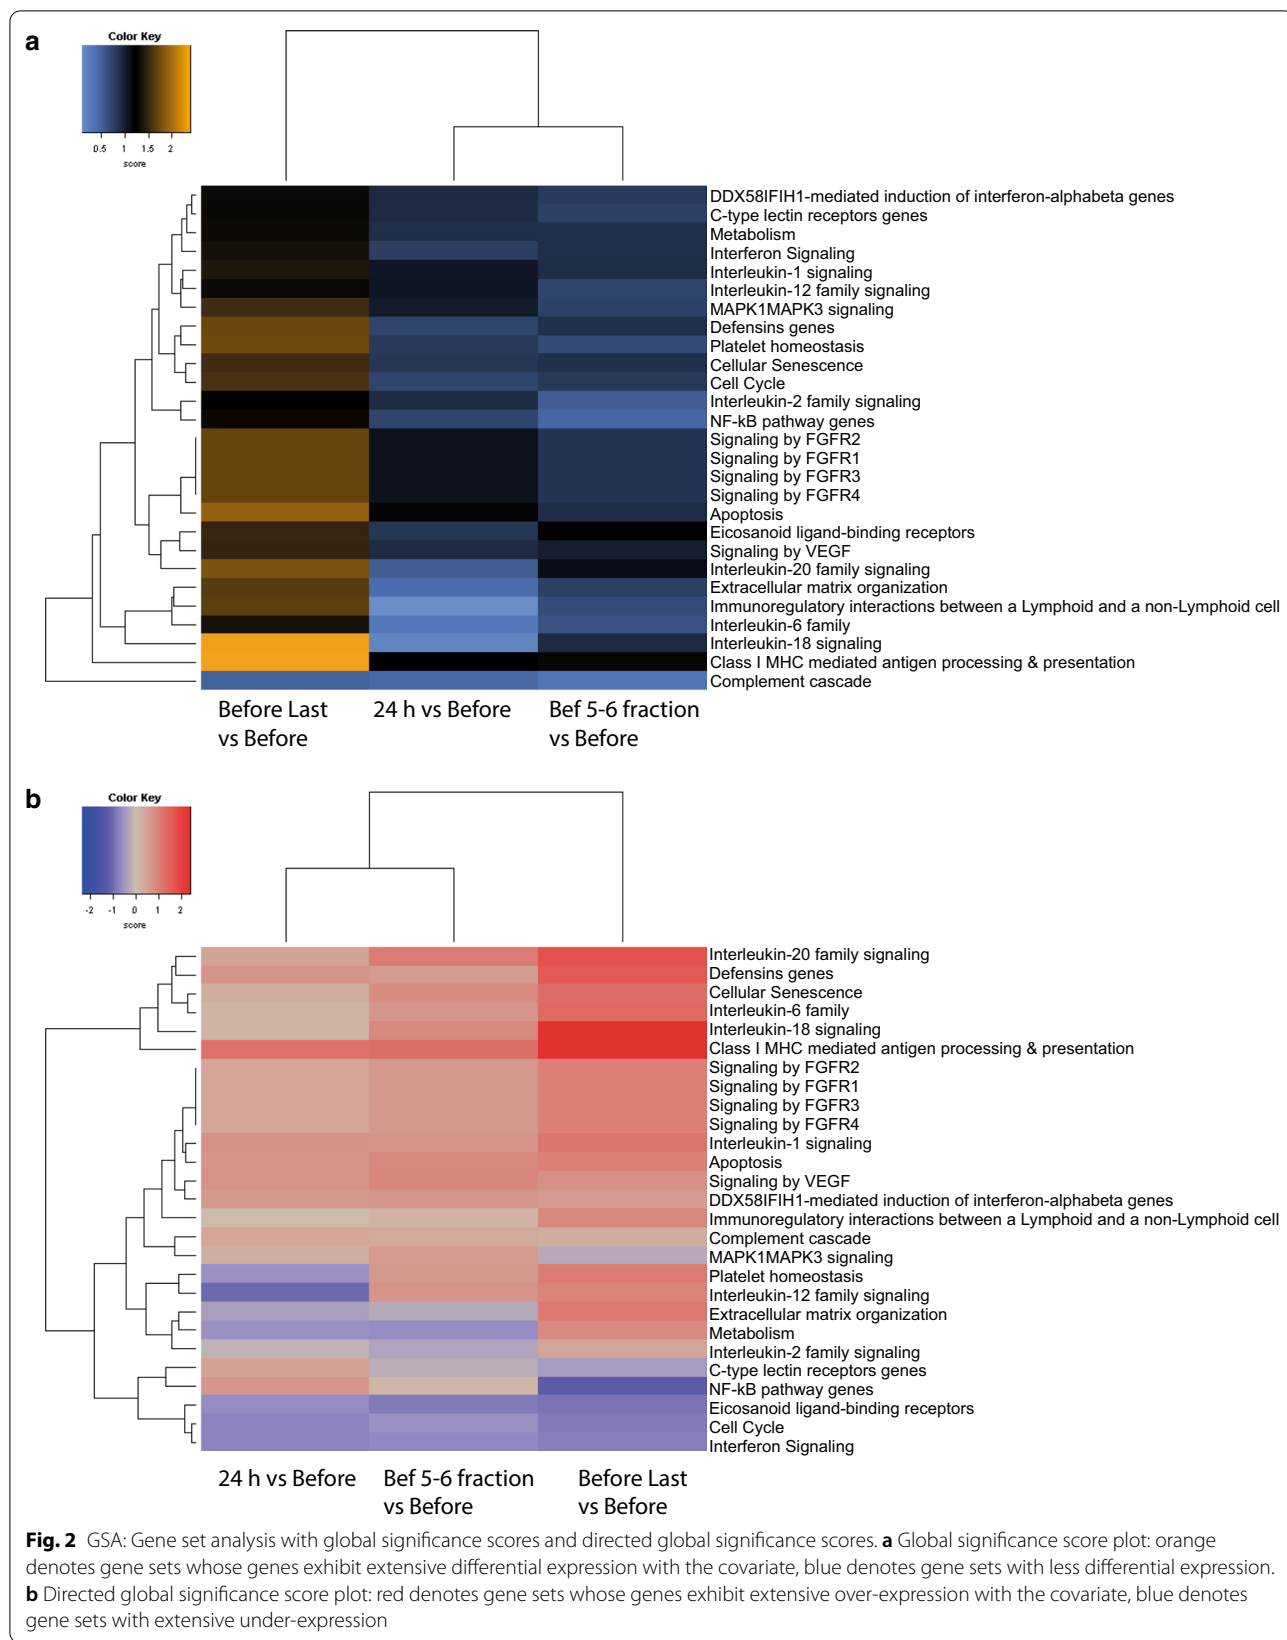 a
Color Key
0.5 1 1.5 2
score
DDX58IFIH1-mediated induction of interferon-alphabeta genes
C-type lectin receptors genes
Metabolism
Interferon Signaling
Interleukin-1 signaling
Interleukin-12 family signaling
MAPK1MAPK3 signaling
Defensins genes
Platelet homeostasis
Cellular Senescence
Cell Cycle
Interleukin-2 family signaling
NF-kB pathway genes
Signaling by FGFR2
Signaling by FGFR1
Signaling by FGFR3
Signaling by FGFR4
Apoptosis
Eicosanoid ligand-binding receptors
Signaling by VEGF
Interleukin-20 family signaling
Extracellular matrix organization
Immunoregulatory interactions between a Lymphoid and a non-Lymphoid cell
Interleukin-6 family
Interleukin-18 signaling
Class I MHC mediated antigen processing & presentation
Complement cascade
Before Last 24 h vs Before Bef 5-6 fraction
vs Before vs Before
b
Color Key
-2 -1 0 1 2
score
Interleukin-20 family signaling
Defensins genes
Cellular Senescence
Interleukin-6 family
Interleukin-18 signaling
Class I MHC mediated antigen processing & presentation
Signaling by FGFR2
Signaling by FGFR1
Signaling by FGFR3
Signaling by FGFR4
Interleukin-1 signaling
Apoptosis
Signaling by VEGF
DDX58IFIH1-mediated induction of interferon-alphabeta genes
Immunoregulatory interactions between a Lymphoid and a non-Lymphoid cell
Complement cascade
MAPK1MAPK3 signaling
Platelet homeostasis
Interleukin-12 family signaling
Extracellular matrix organization
Metabolism
Interleukin-2 family signaling
C-type lectin receptors genes
NF-kB pathway genes
Eicosanoid ligand-binding receptors
Cell Cycle
Interferon Signaling
24 h vs Before Bef 5-6 fraction Before Last
vs Before vs Before
Fig. 2 GSA: Gene set analysis with global significance scores and directed global significance scores. a Global significance score plot: orange
denotes gene sets whose genes exhibit extensive differential expression with the covariate, blue denotes gene sets with less differential expression.
b Directed global significance score plot: red denotes gene sets whose genes exhibit extensive over-expression with the covariate, blue denotes
gene sets with extensive under-expression